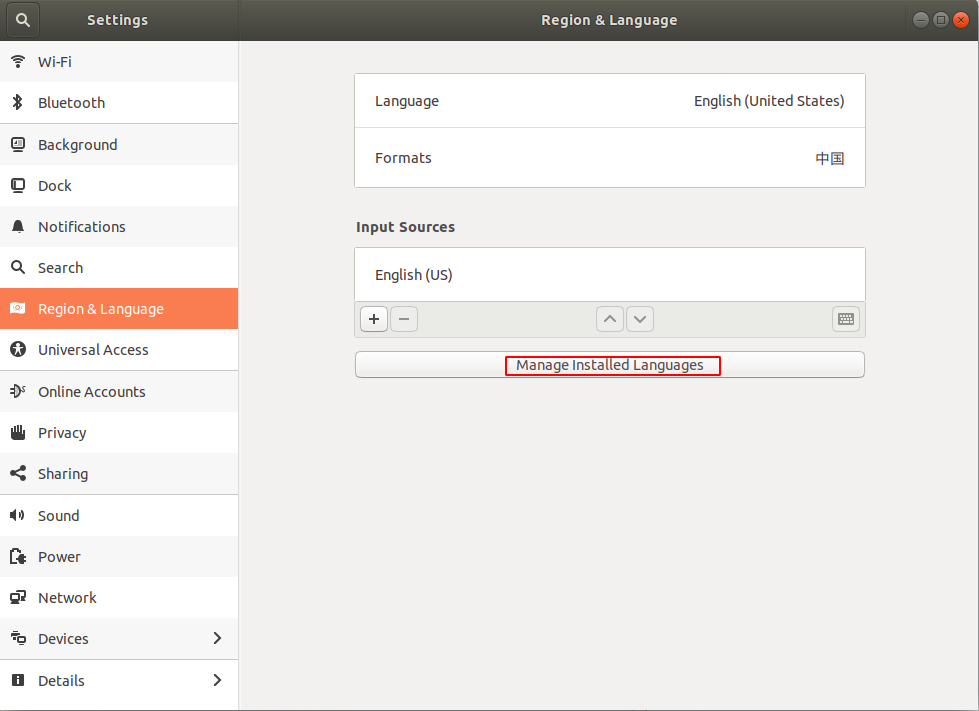 Settings
Region & Language
Wi-Fi
Bluetooth
Background
Dock
Notifications
Search
Region & Language
Universal Access
Online Accounts
Privacy
Sharing
Sound
Power
Network
Devices
Details
Language English (United States)
Formats 中国
Input Sources
English (US)
Manage Installed Languages